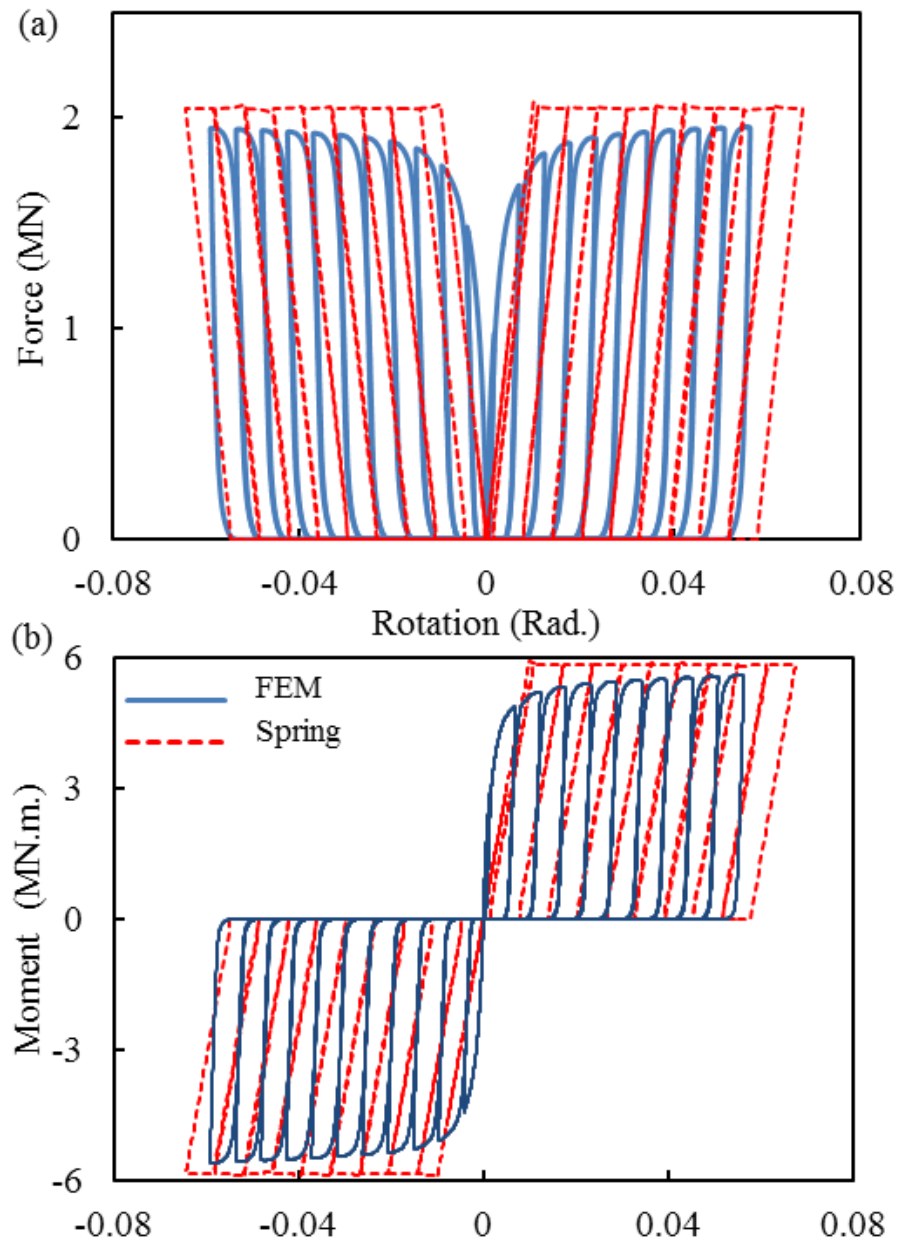 (a)
2
1
0
Force (MN)
-0.08 -0.04 0 0.04 0.08
Rotation (Rad.)
(b)
6
3
0
-3
-6
Moment (MN.m.)
FEM
Spring
-0.08 -0.04 0 0.04 0.08